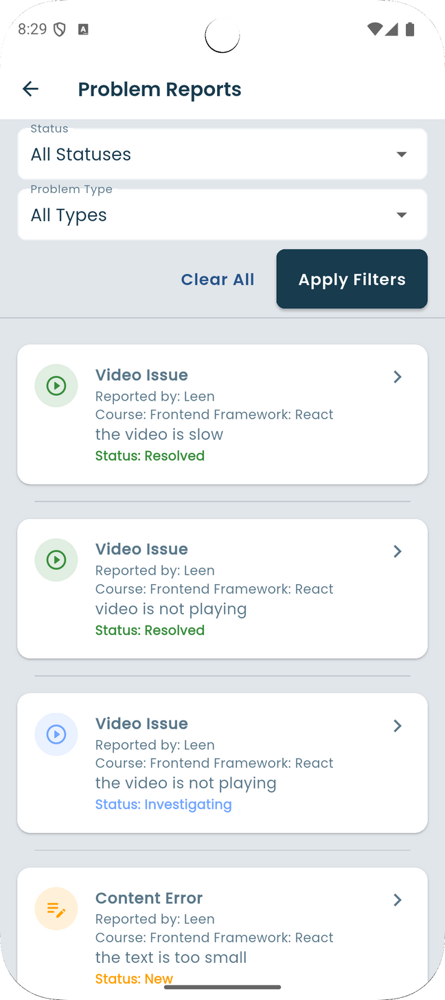 8:29
A
Problem Reports
Status
All Statuses
Problem Type
All Types
Clear All
Apply Filters
Video Issue
Reported by: Leen
Course: Frontend Framework: React
the video is slow
Status: Resolved
Video Issue
Reported by: Leen
Course: Frontend Framework: React
video is not playing
Status: Resolved
Video Issue
Reported by: Leen
Course: Frontend Framework: React
the video is not playing
Status: Investigating
Content Error
Reported by: Leen
Course: Frontend Framework: React
the text is too small
Status: New